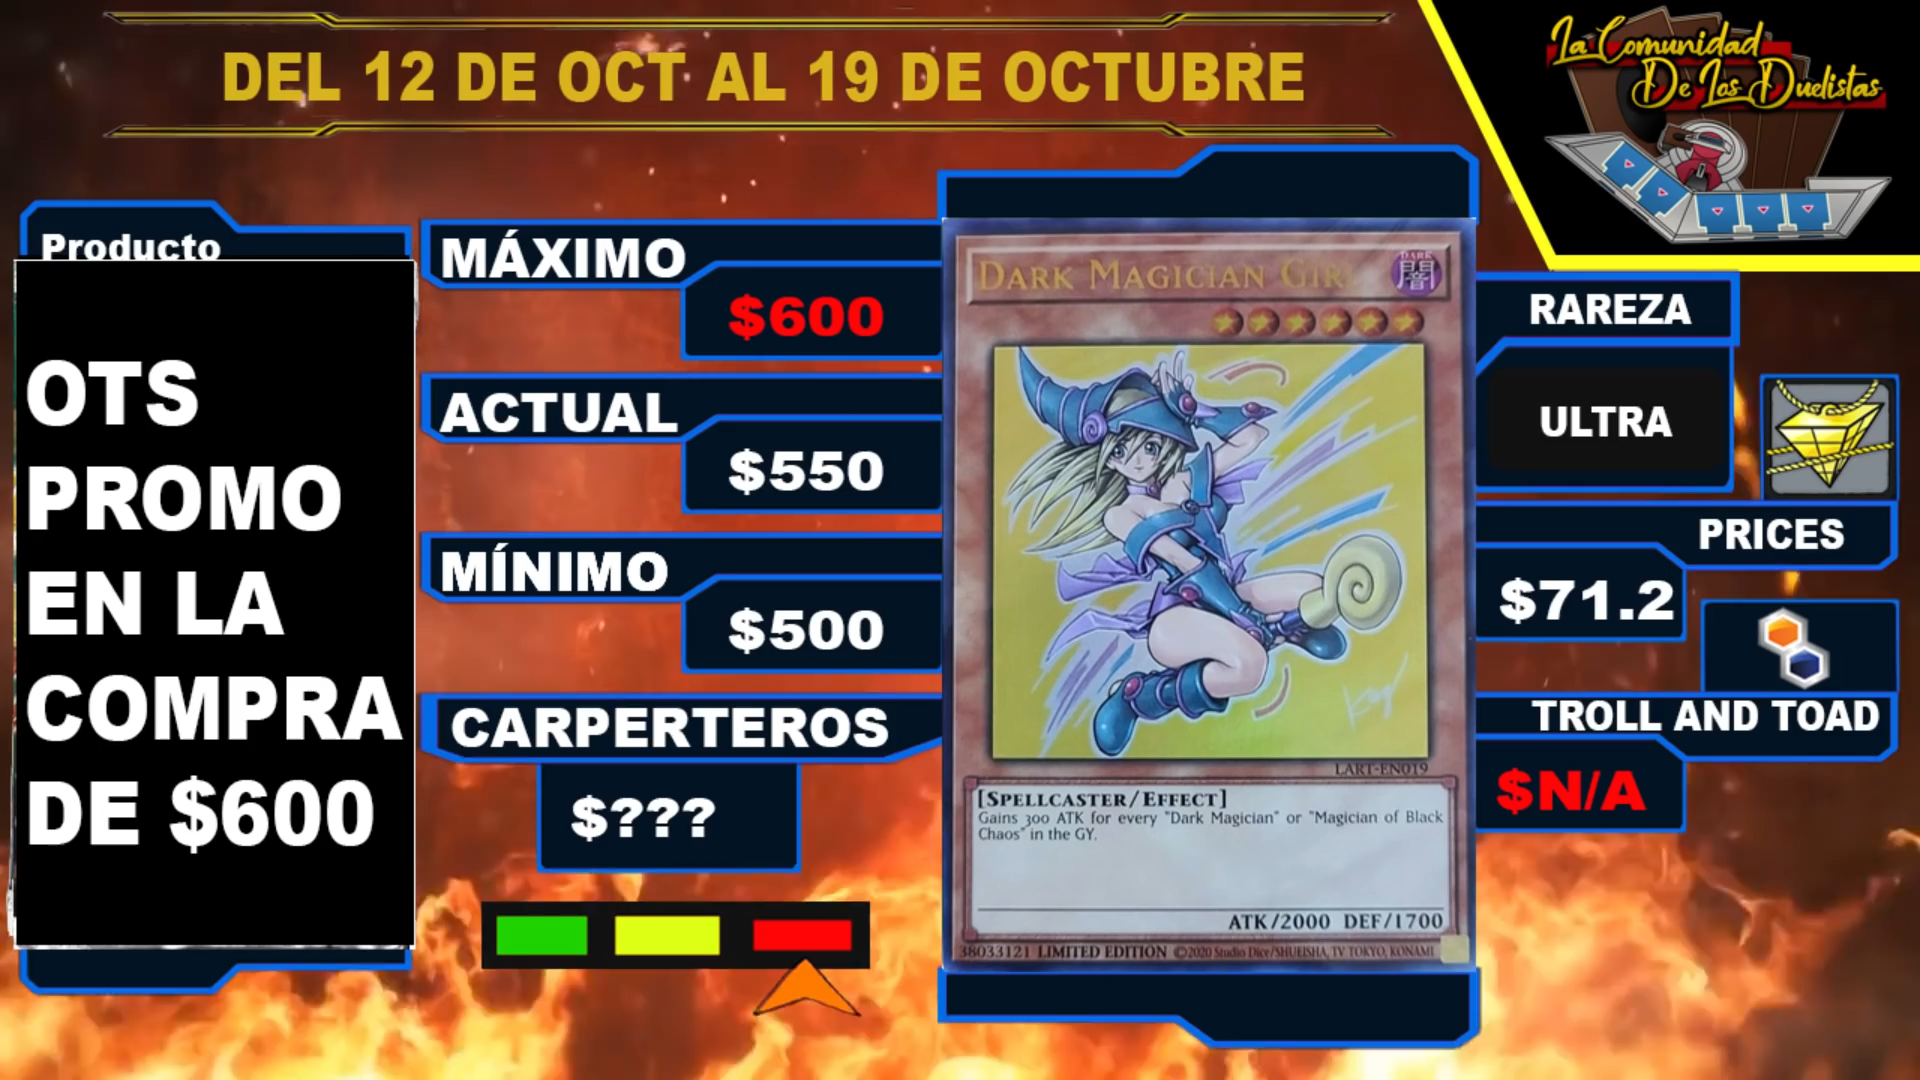 DEL 12 DE OCT AL 19 DE OCTUBRE
La Comunidad
De Los Duelistas
Producto
OTS
PROMO
EN LA
COMPRA
DE $600
MÁXIMO
$600
ACTUAL
$550
MÍNIMO
$500
CARPERTEROS
$???
DARK MAGICIAN GIRL
DARK
闇
LART-EN019
[SPELLCASTER/EFFECT]
Gains 300 ATK for every "Dark Magician" or "Magician of Black
Chaos" in the GY.
ATK/2000 DEF/1700
38033121 LIMITED EDITION ©2020 Studio Dice/SHUEISHA, TV TOKYO, KONAMI
RAREZA
ULTRA
PRICES
$71.2
TROLL AND TOAD
$N/A